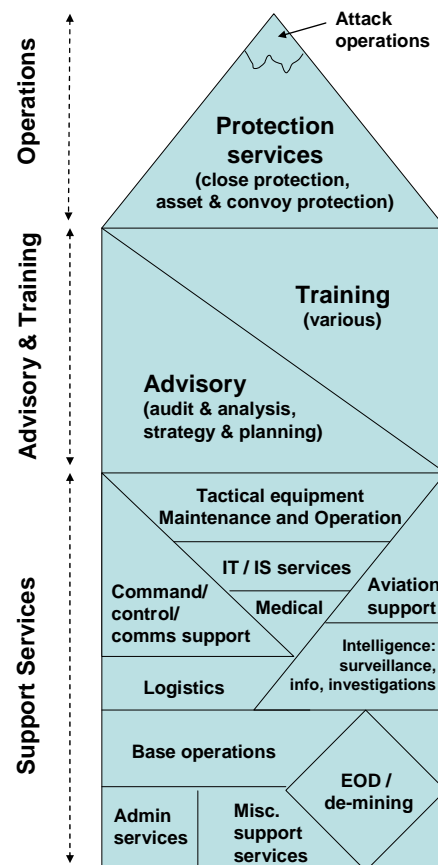 Operations
Attack
operations
Protection
services
(close protection,
asset & convoy protection)
Advisory & Training
Training
(various)
Advisory
(audit & analysis,
strategy & planning)
Support Services
Tactical equipment
Maintenance and Operation
IT / IS services
Medical
Command/
control/
comms support
Aviation
support
Logistics
Intelligence:
surveillance,
info, investigations
Base operations
EOD /
de-mining
Admin
services
Misc.
support
services